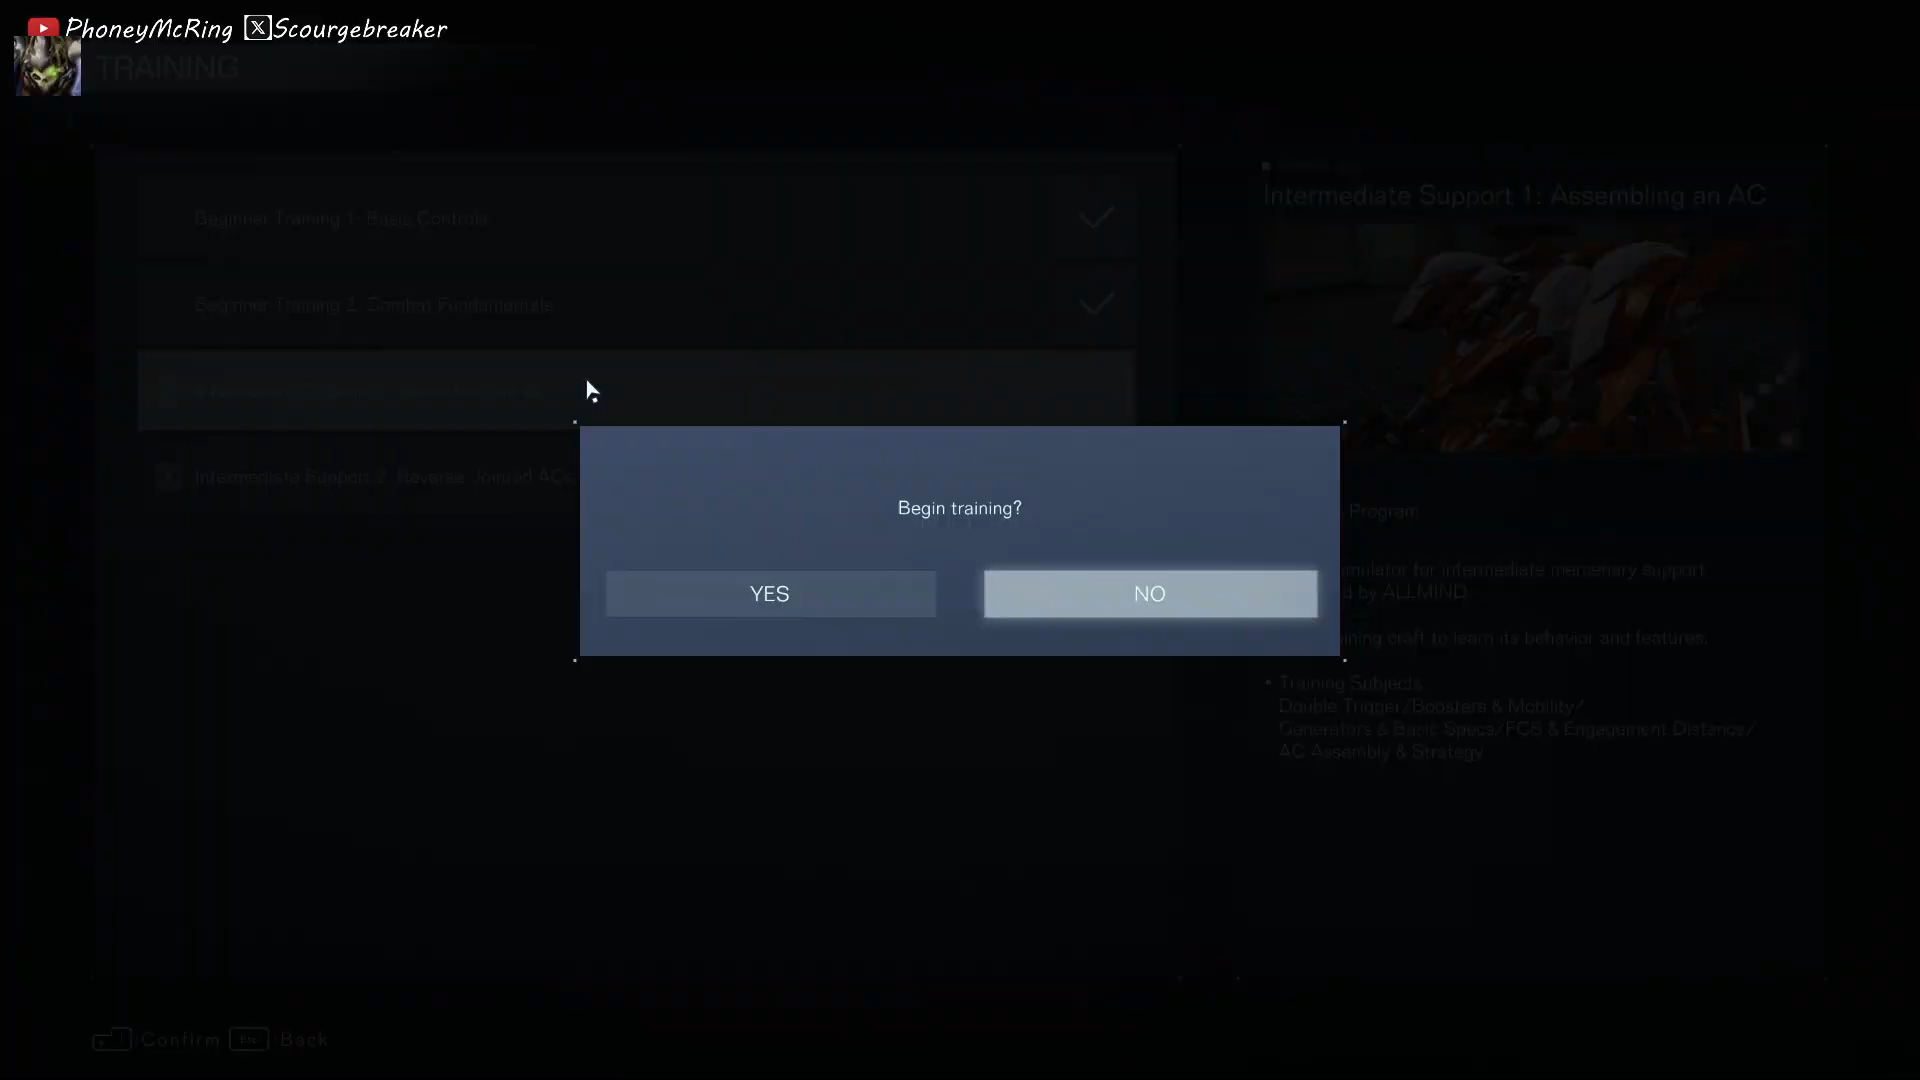 PhoneyMcRing X Scourgebreaker
TRAINING
Beginner Training 1: Basic Controls
Beginner Training 2: Combat Fundamentals
Intermediate Support 2: Reverse-Joined ACs
Intermediate Support 1: Assembling an AC
Program
mulator for intermediate mercenary support
d by ALLMIND.
ining craft to learn its behavior and features.
• Training Subjects
Double Trigger/Boosters & Mobility/
Generators & Basic Specs/FCS & Engagement Distance/
AC Assembly & Strategy
Begin training?
YES
NO
Confirm Esc Back